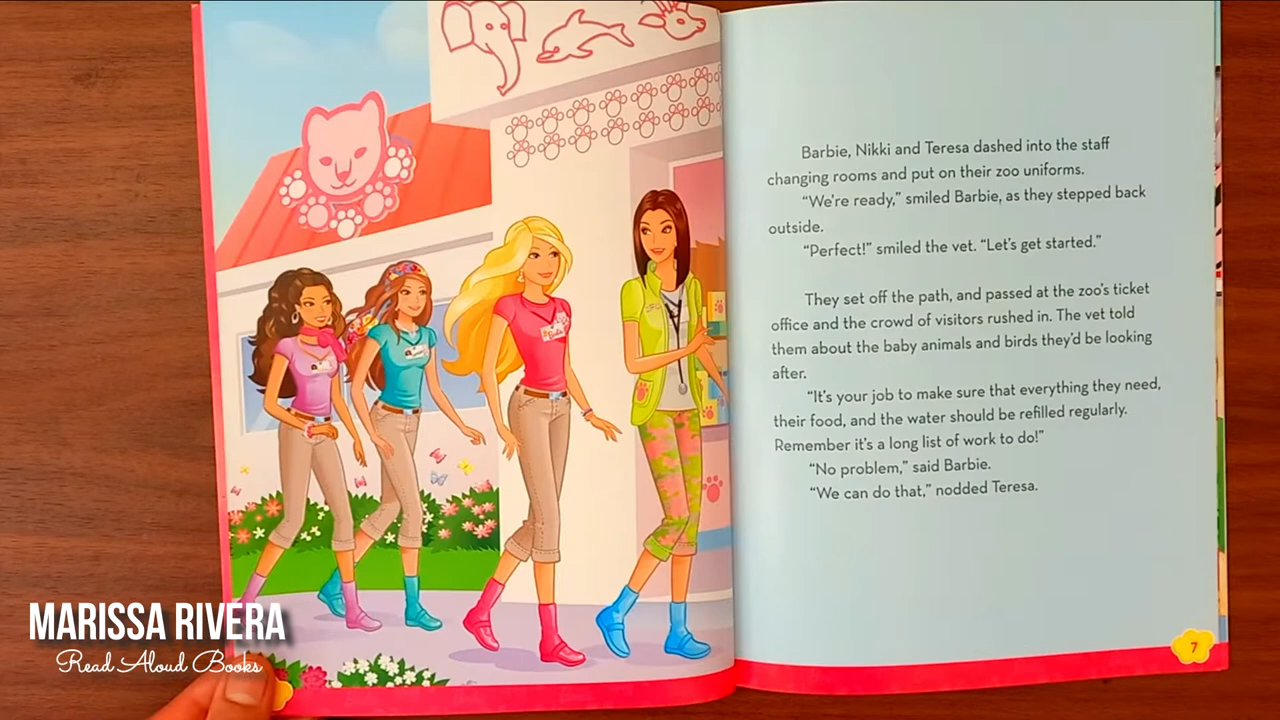 Barbie, Nikki and Teresa dashed into the staff
changing rooms and put on their zoo uniforms.
“We're ready,” smiled Barbie, as they stepped back
outside.
“Perfect!” smiled the vet. “Let's get started.”
They set off the path, and passed at the zoo's ticket
office and the crowd of visitors rushed in. The vet told
them about the baby animals and birds they'd be looking
after.
“It's your job to make sure that everything they need,
their food, and the water should be refilled regularly.
Remember it's a long list of work to do!”
“No problem,” said Barbie.
“We can do that,” nodded Teresa.
7
MARISSA RIVERA
Read Aloud Books